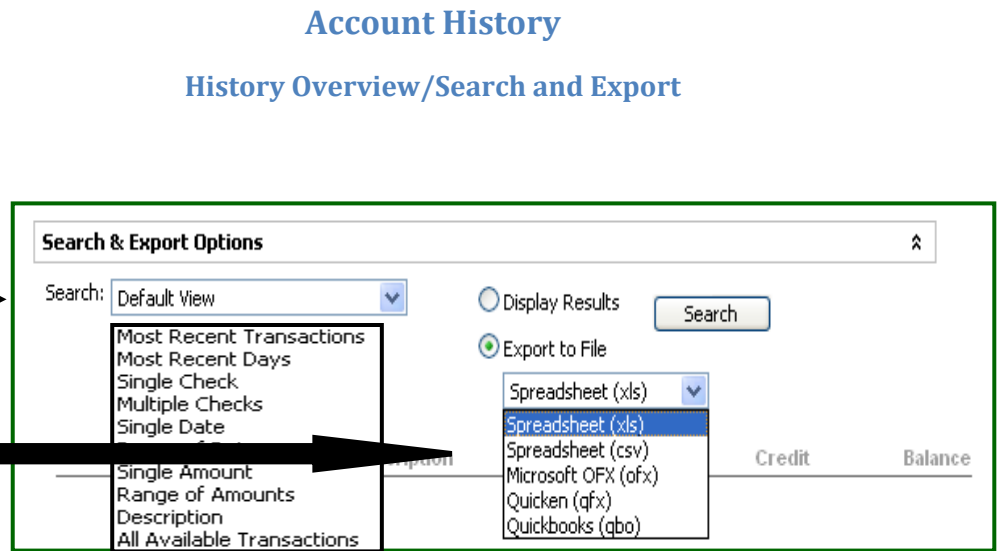 Account History
History Overview/Search and Export
Search & Export Options
Search: Default View
Display Results
Search
Export to File
Spreadsheet (xls)
Most Recent Transactions
Most Recent Days
Single Check
Multiple Checks
Single Date
Single Amount
Range of Amounts
Description
All Available Transactions
Spreadsheet (xls)
Spreadsheet (csv)
Microsoft OFX (ofx)
Quicken (qfx)
Quickbooks (qbo)
Credit
Balance